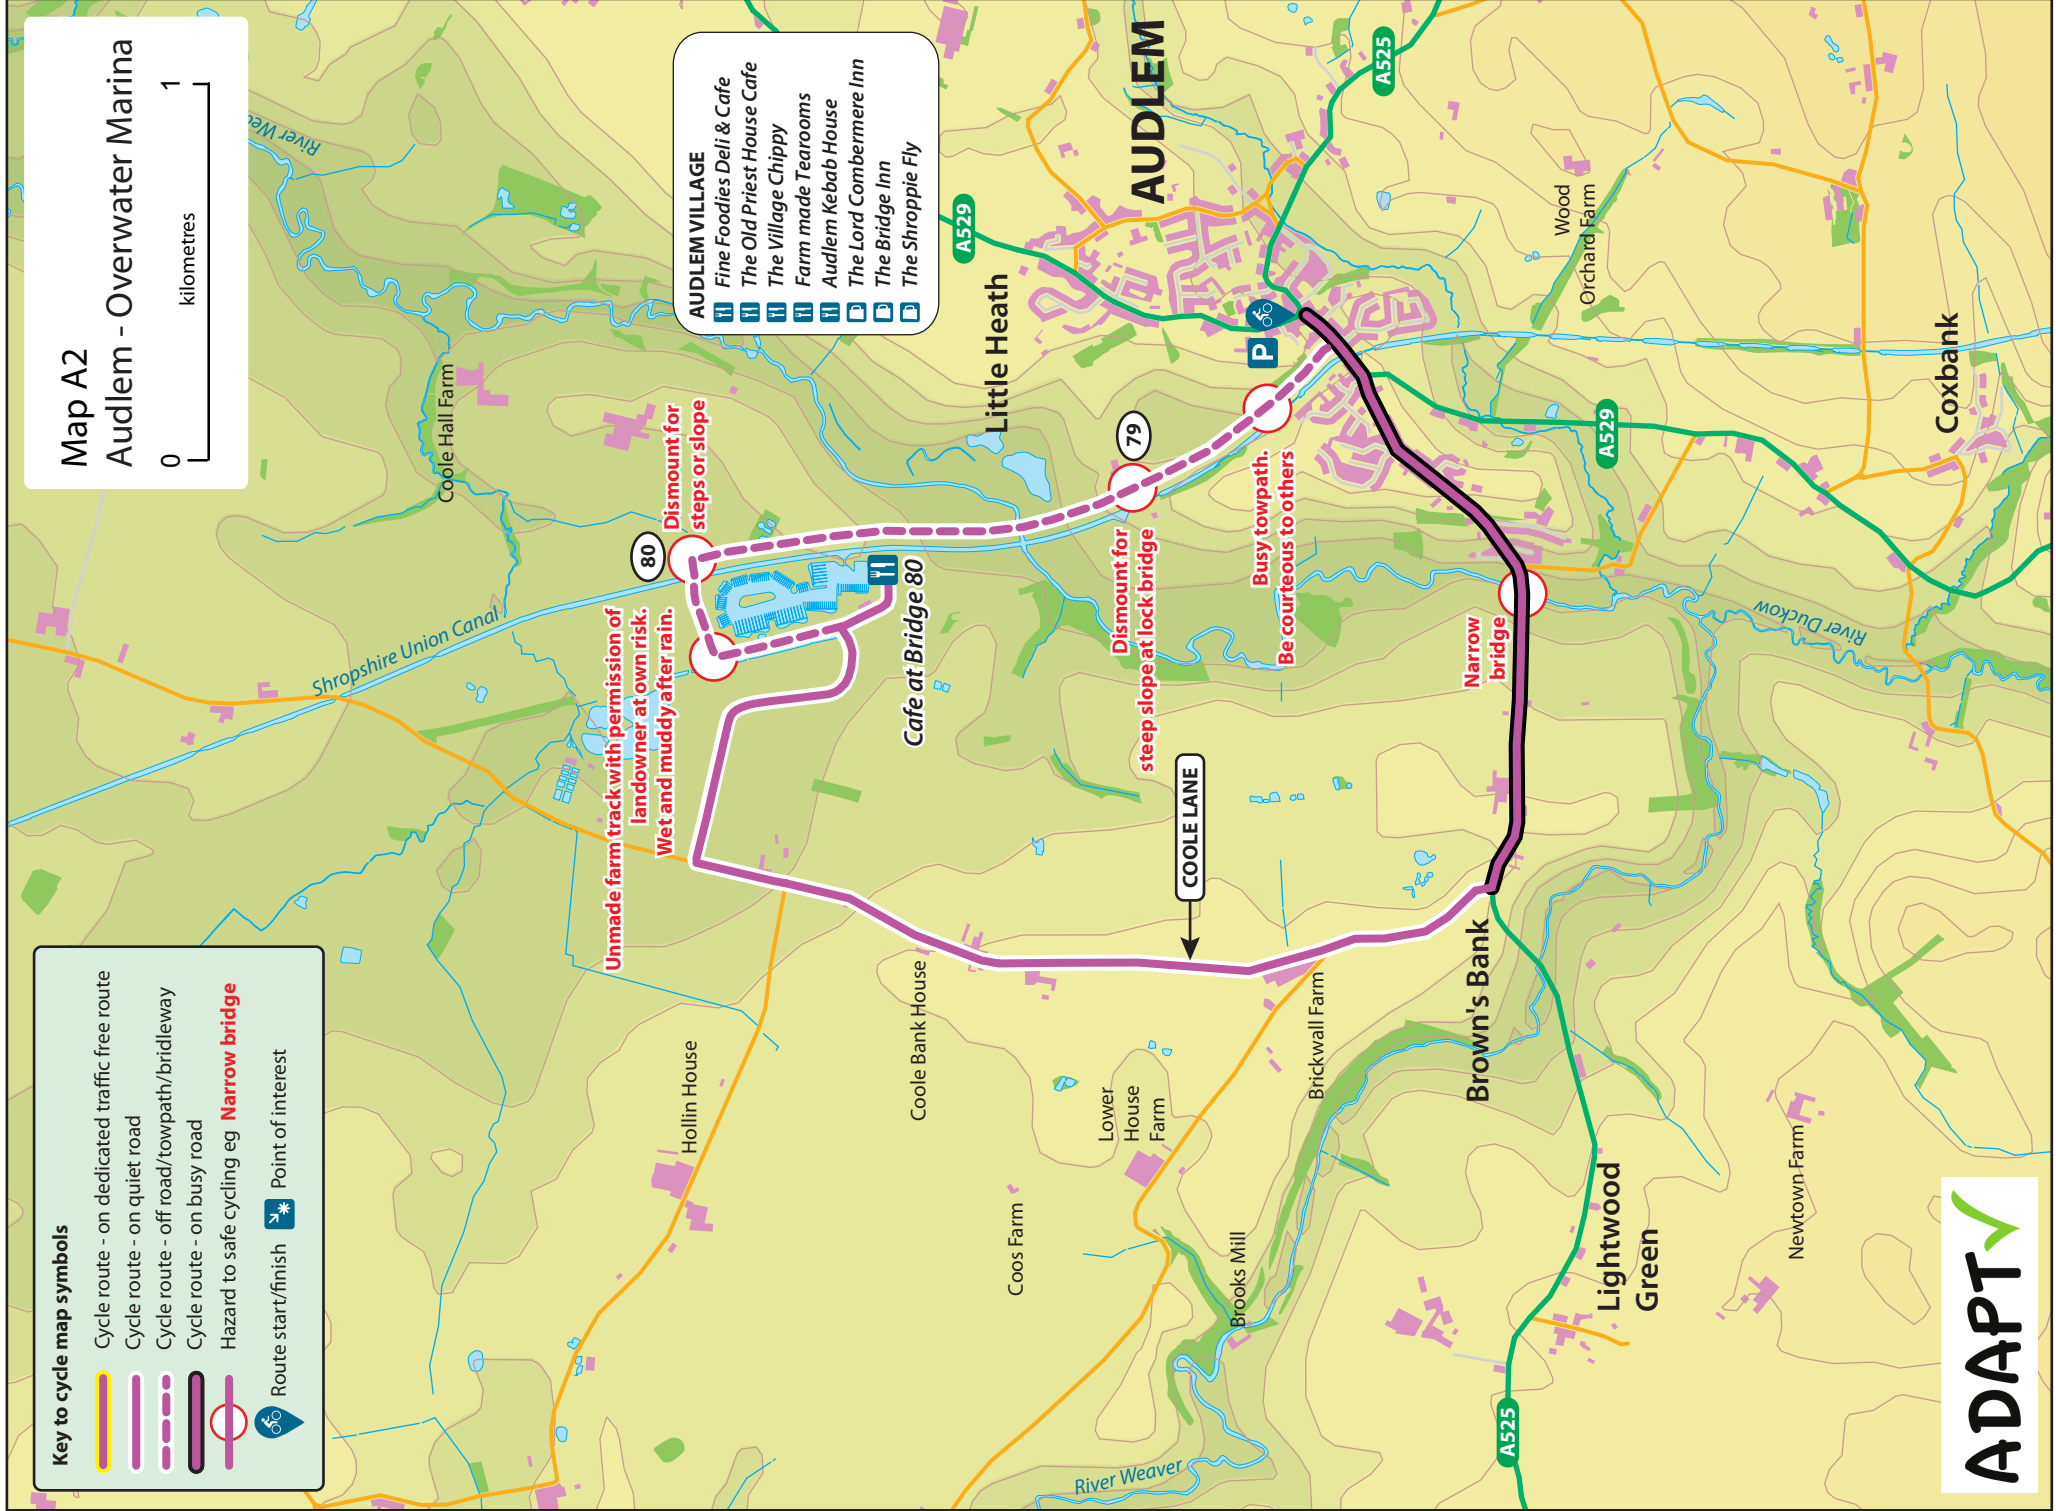 Map A2
Audlem - Overwater Marina
0
1
kilometres
Key to cycle map symbols
Cycle route - on dedicated traffic free route
Cycle route - on quiet road
Cycle route - off road/towpath/bridleway
Cycle route - on busy road
Hazard to safe cycling eg Narrow bridge
Route start/finish
Point of interest
AUDLEM VILLAGE
Fine Foodies Deli & Cafe
The Old Priest House Cafe
The Village Chippy
Farm made Tearooms
Audlem Kebab House
The Lord Combermere Inn
The Bridge Inn
The Shroppie Fly
River Wea
Coole Hall Farm
Shropshire Union Canal
80
Dismount for
steps or slope
Unmade farm track with permission of
landowner at own risk.
Wet and muddy after rain.
Cafe at Bridge 80
Little Heath
A529
AUDLEM
A525
P
79
Dismount for
steep slope at lock bridge
Busy towpath.
Be courteous to others
Narrow
bridge
COOLE LANE
Wood
Orchard Farm
A529
Coxbank
River Duckow
Hollin House
Coole Bank House
Lower
House
Farm
Coos Farm
Brickwall Farm
Brown's Bank
Brooks Mill
Lightwood
Green
Newtown Farm
A525
River Weaver
ADAPT